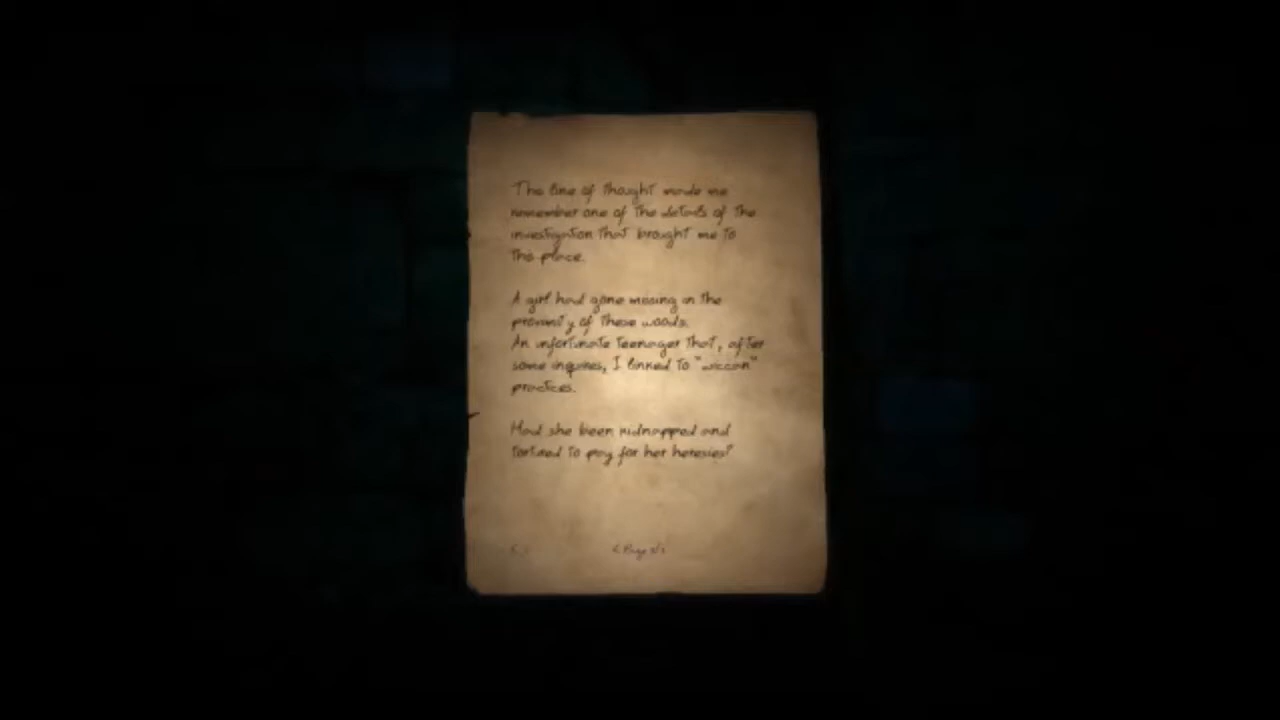 This line of thought made me
remember one of the details of the
investigation that brought me to
this place.
A girl had gone missing in the
proximity of these woods.
An unfortunate teenager that, after
some inquiries, I linked to "wiccan"
practices.
Had she been kidnapped and
tortured to pay for her heresies?
< Page